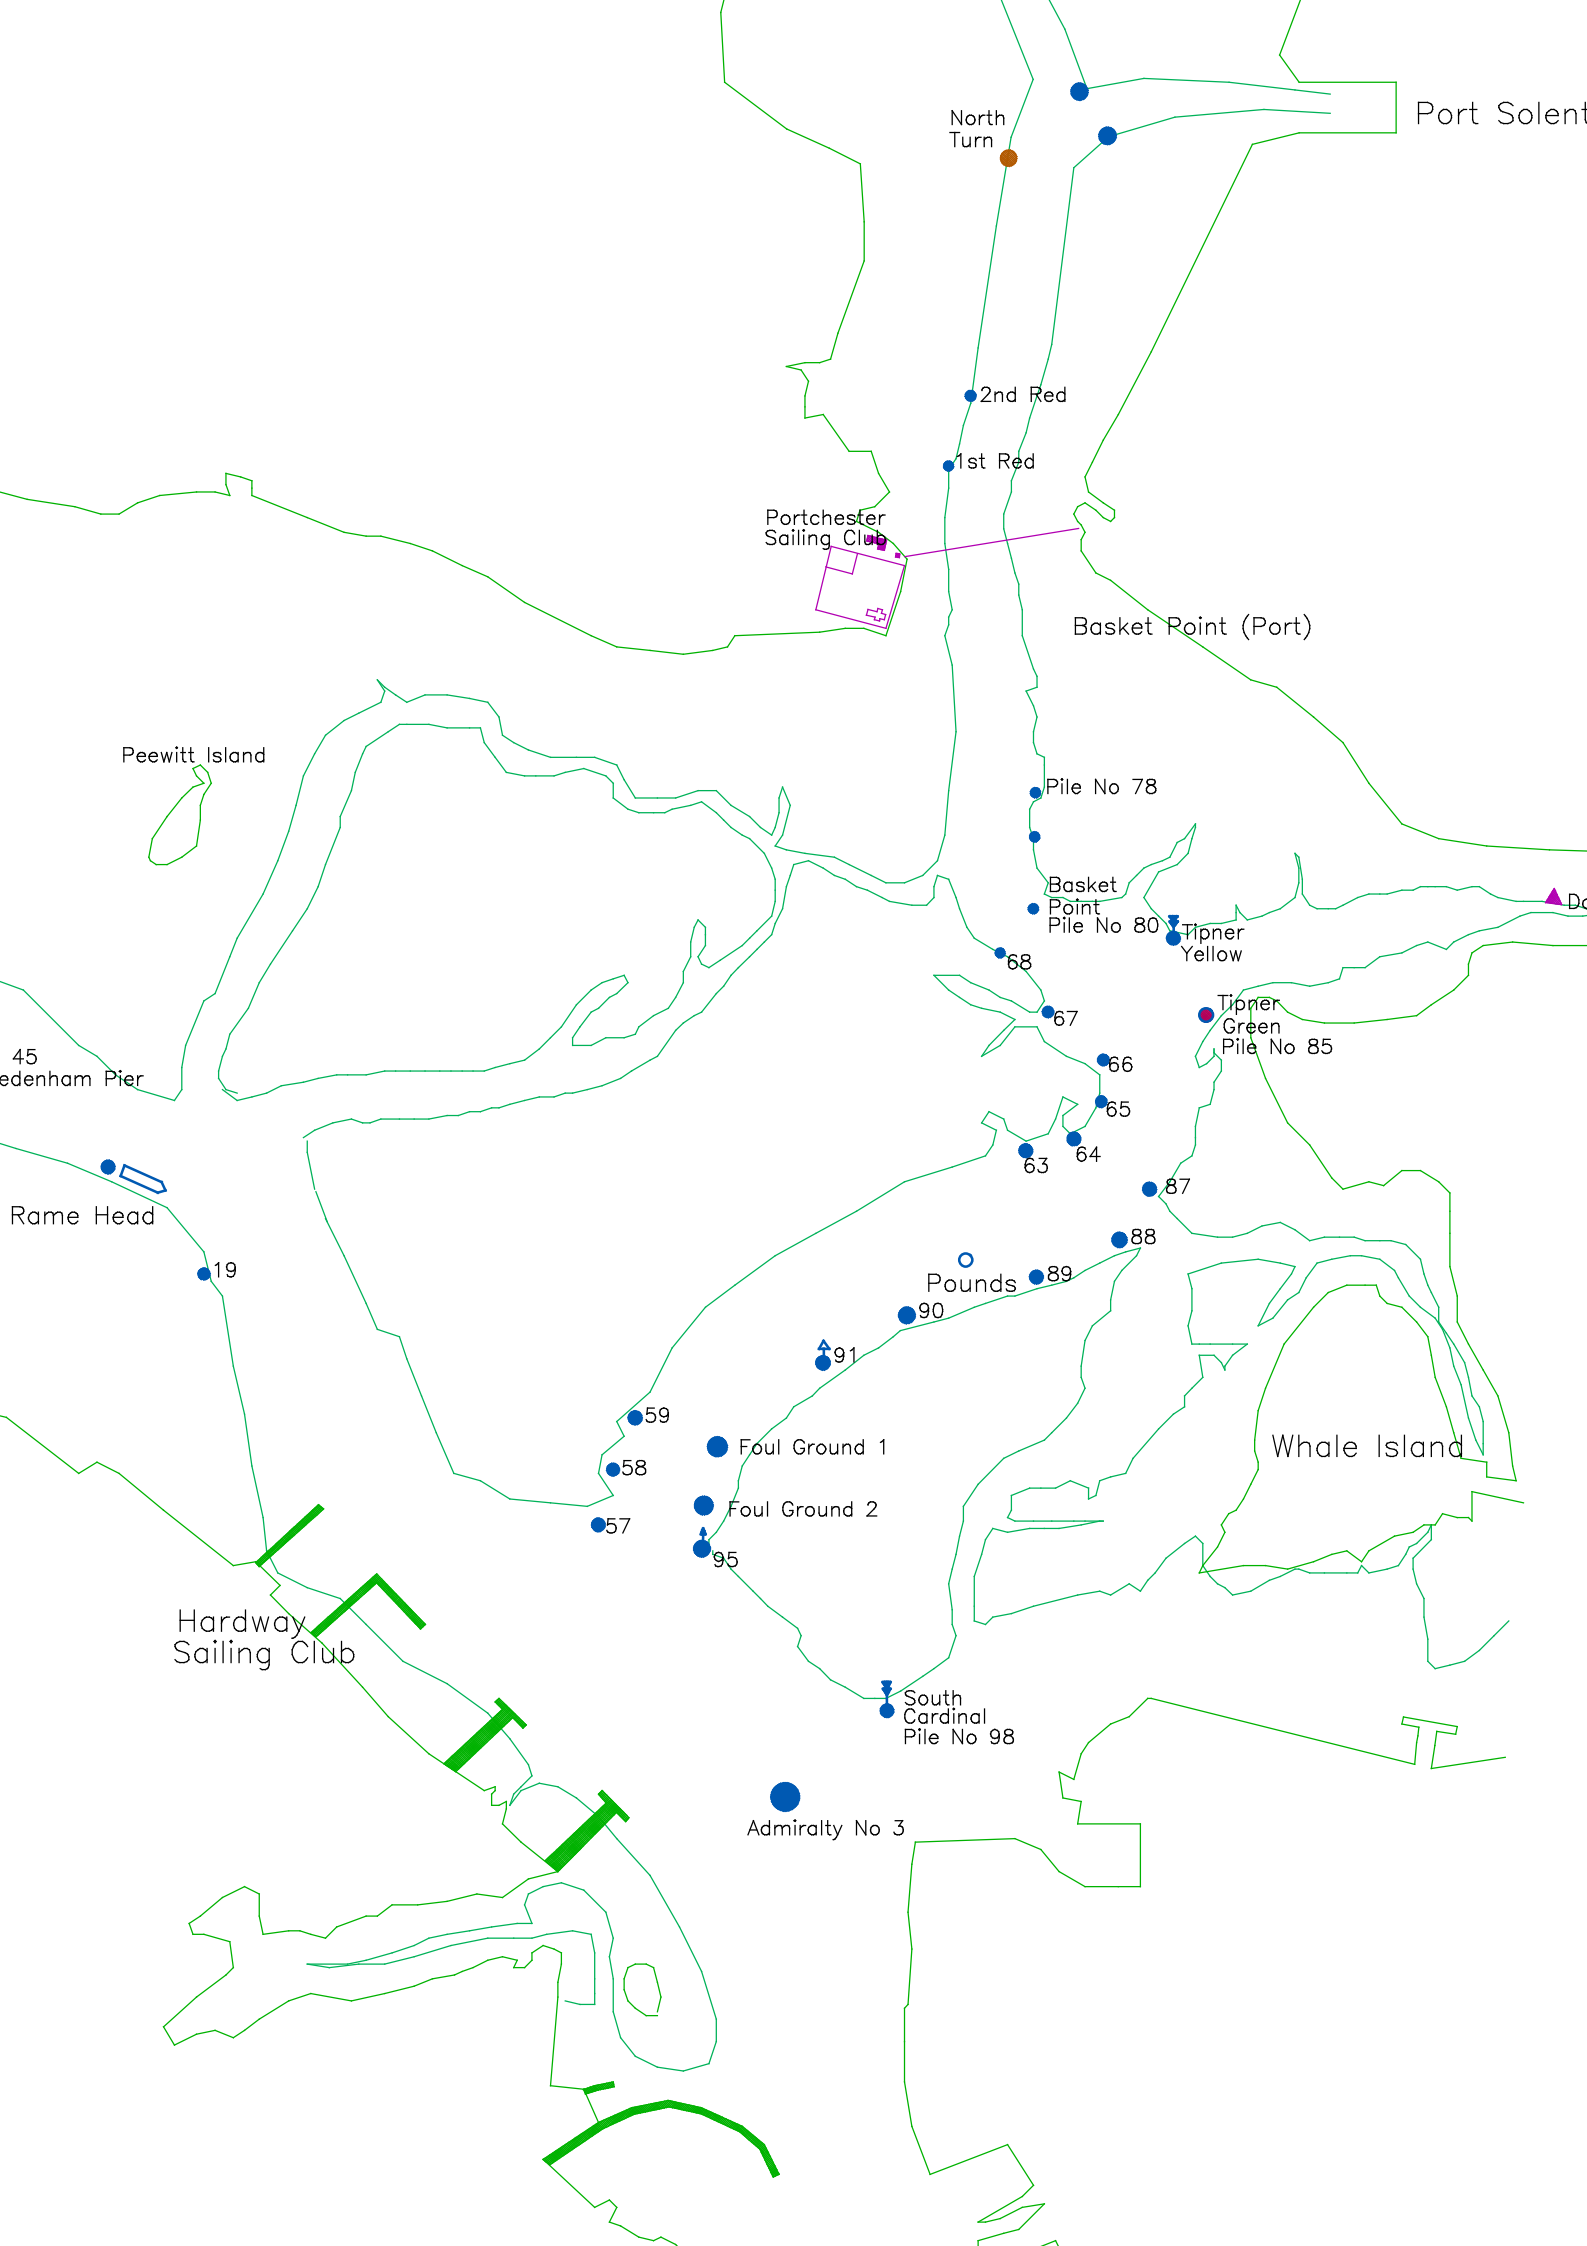 North
Turn
Port Solent
2nd Red
1st Red
Portchester
Sailing Club
Basket Point (Port)
Peewitt Island
Pile No 78
Basket
Point
Pile No 80
Do
Tipner
Yellow
68
Tipner
Green
Pile No 85
67
45
edenham Pier
66
65
64
63
87
Rame Head
88
19
89
Pounds
90
91
59
Foul Ground 1
Whale Island
58
Foul Ground 2
57
95
Hardway
Sailing Club
South
Cardinal
Pile No 98
Admiralty No 3